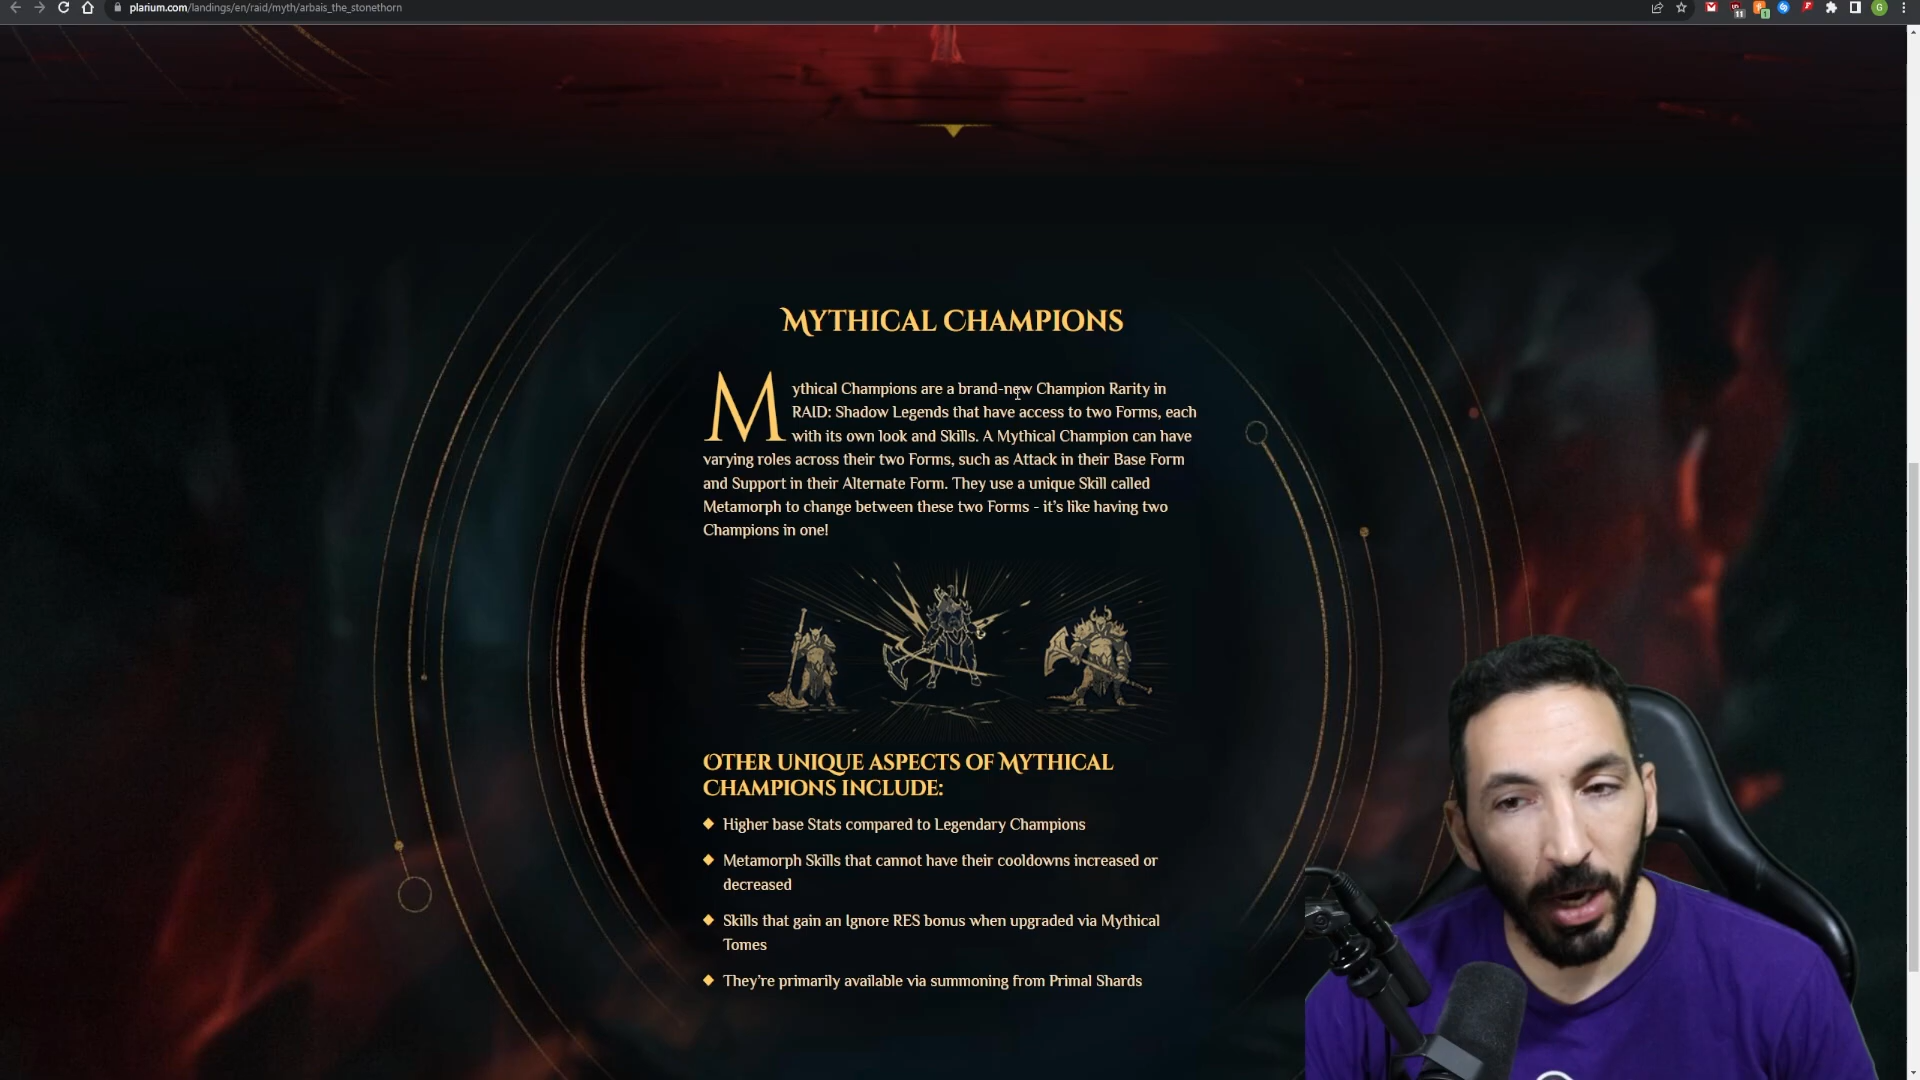 plarium.com/landings/en/raid/myth/arbais_the_stonethorn
11
1
G
MYTHICAL CHAMPIONS
Mythical Champions are a brand-new Champion Rarity in
RAID: Shadow Legends that have access to two Forms, each
with its own look and Skills. A Mythical Champion can have
varying roles across their two Forms, such as Attack in their Base Form
and Support in their Alternate Form. They use a unique Skill called
Metamorph to change between these two Forms - it's like having two
Champions in one!
OTHER UNIQUE ASPECTS OF MYTHICAL
CHAMPIONS INCLUDE:
Higher base Stats compared to Legendary Champions
Metamorph Skills that cannot have their cooldowns increased or
decreased
Skills that gain an Ignore RES bonus when upgraded via Mythical
Tomes
They're primarily available via summoning from Primal Shards